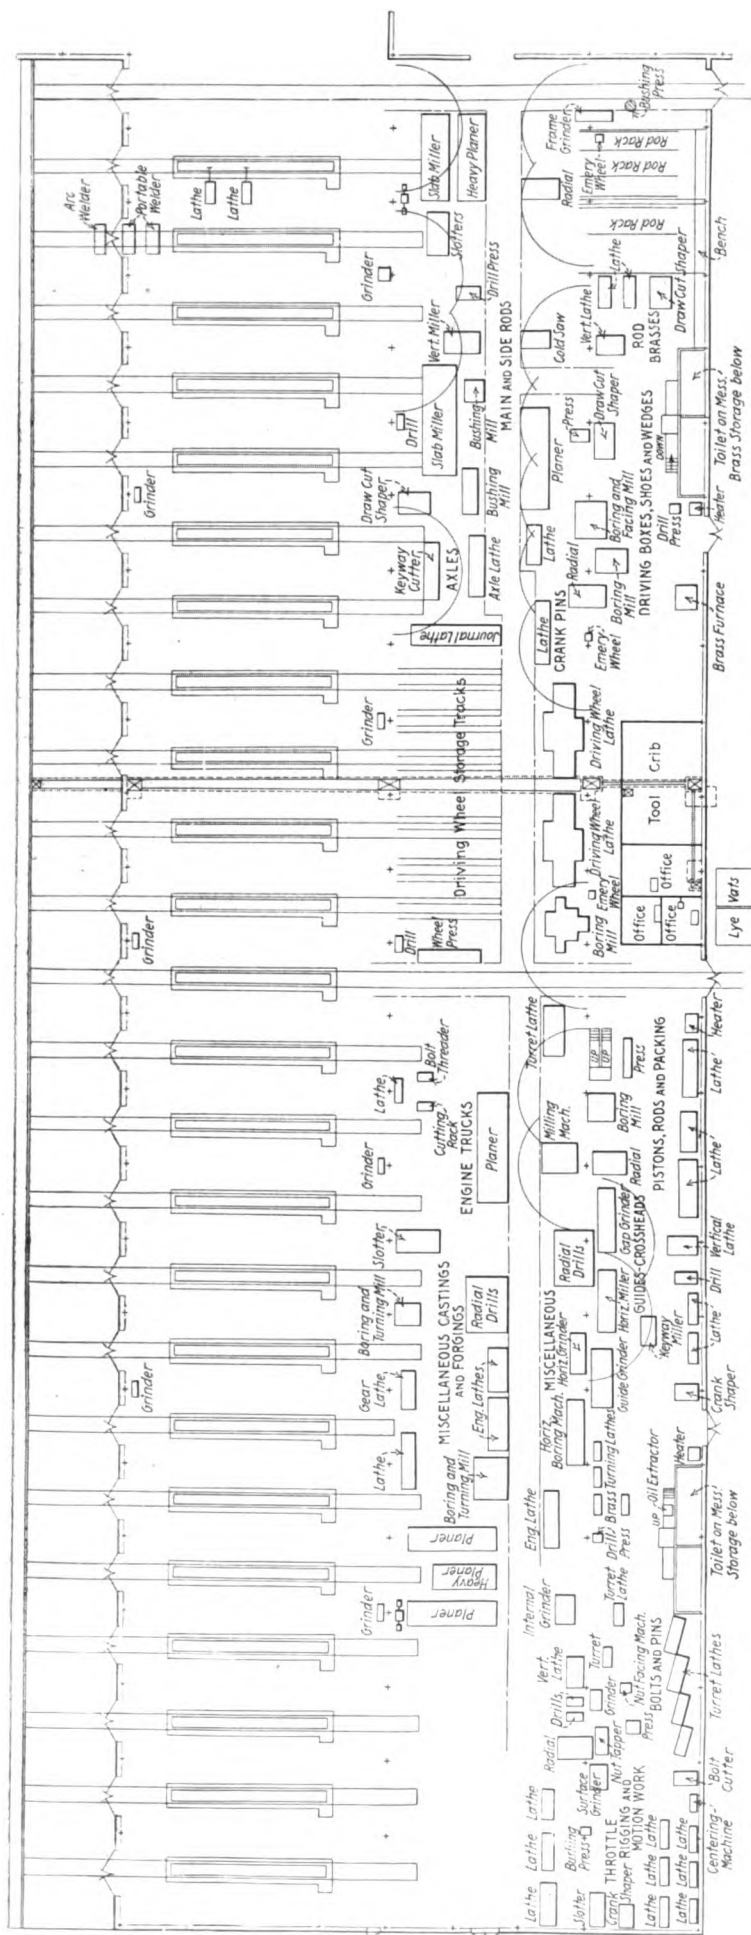 Arc
Welder
Portable
Welder
Lathe
Lathe
Grinder
Grinder
Grinder
Grinder
Grinder
Grinder
Grinder
Slab Miller
Heavy Planer
Slotters
Drill Press
Vert. Miller
Drill
Slab Miller
Bushing
Mill
MAIN AND SIDE RODS
Draw Cut
Shaper
Bushing
Mill
Keyway
Cutter
AXLES
Axle Lathe
Journal Lathe
Driving Wheel Storage Tracks
Drill
Wheel
Press
Lathe
Bolt
Threader
Cutting
Rack
ENGINE TRUCKS
Planer
Slotter
Boring and
Turning Mill
Radial
Drills
MISCELLANEOUS CASTINGS
AND FORGINGS
Gear
Lathe
Eng. Lathes
Lathe
Boring and
Turning Mill
Planer
Heavy
Planer
Planer
Frame
Grinder
Bushing
Press
Radial
Emery
Wheel
Rod Rack
Rod Rack
Rod Rack
Bench
Cold Saw
Vert. Lathe
Lathe
ROD
BRASSES
Draw Cut Shaper
Planer
Press
Draw Cut
Shaper
DOWN
Toilet on Mess.
Brass Storage below
Lathe
Boring and
Facing Mill
DRIVING BOXES, SHOES AND WEDGES
Drill
Press
Heater
Radial
Boring
Mill
Lathe
CRANK PINS
Emery
Wheel
Brass Furnace
Driving Wheel
Lathe
Tool Crib
Driving Wheel
Lathe
Emery
Wheel
Boring
Mill
Office
Office
Office
Lye Vats
Turret Lathe
UP
UP
Press
Heater
Lathe
Milling
Mach.
Boring
Mill
Radial
PISTONS, RODS AND PACKING
Lathe
Radial
Drills
Gap Grinder
GUIDES-CROSSHEADS
Vertical
Lathe
Drill
MISCELLANEOUS
Horiz. Grinder
Horiz. Miller
Keyway
Miller
Lathe
Horiz.
Boring Mach.
Guide Grinder
Crank
Shaper
Eng. Lathe
Brass Turning Lathes
Drill
Press
Oil Extractor
UP
Heater
Toilet on Mess.
Storage below
Internal
Grinder
Turret
Lathe
Vert.
Lathe
Turret
Drills
Grinder
Nut Facing Mach.
Press
BOLTS AND PINS
Turret Lathes
Radial
Nut Tapper
Surface
Grinder
Bolt
Cutter
Centering
Machine
Lathe Lathe Lathe
Bushing
Press
Slotter
THROTTLE
RIGGING AND
MOTION WORK
Crank
Shaper
Lathe Lathe Lathe
Lathe Lathe Lathe